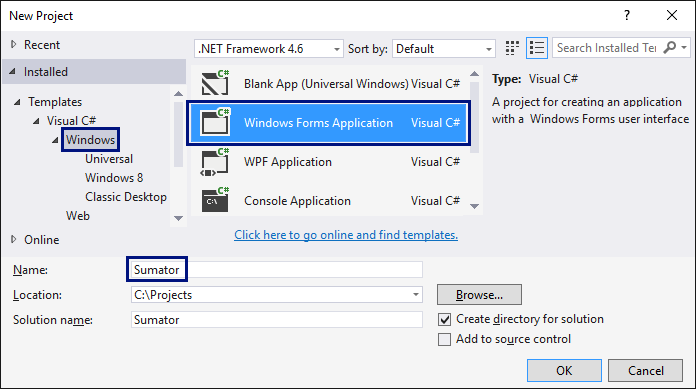 New Project
Recent
.NET Framework 4.6
Sort by:
Default
Search Installed Te
Installed
Templates
Visual C#
Windows
Universal
Windows 8
Classic Desktop
Web
Online
C#
Blank App (Universal Windows) Visual C#
C#
Windows Forms Application Visual C#
C#
WPF Application Visual C#
C#
C:\
Console Application Visual C#
Click here to go online and find templates.
Type: Visual C#
A project for creating an application
with a Windows Forms user interface
Name: Sumator
Location: C:\Projects
Browse...
Solution name: Sumator
Create directory for solution
Add to source control
OK
Cancel